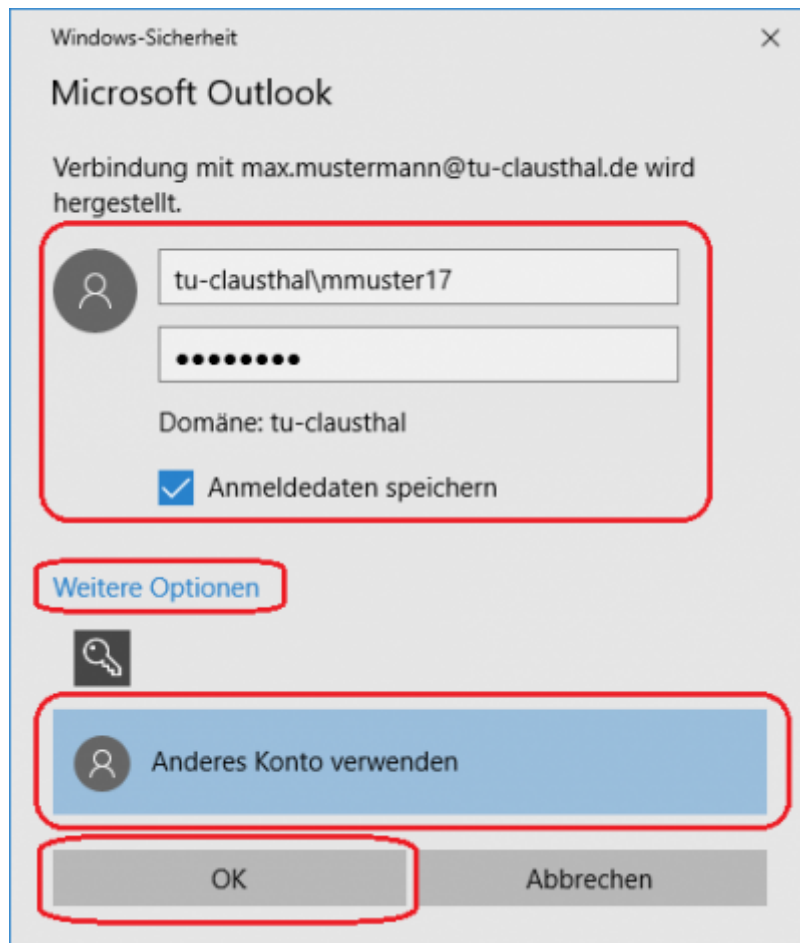 Windows-Sicherheit
Microsoft Outlook
Verbindung mit max.mustermann@tu-clausthal.de wird
hergestellt.
tu-clausthal\mmuster17
●●●●●●●●
Domäne: tu-clausthal
Anmeldedaten speichern
Weitere Optionen
Anderes Konto verwenden
OK
Abbrechen